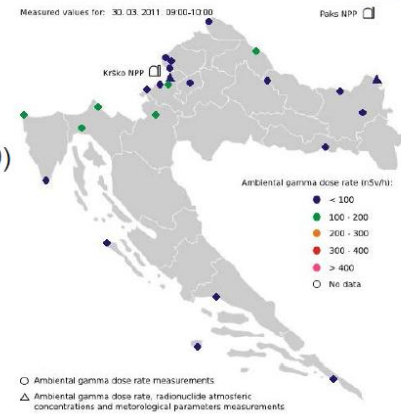 Measured values for: 30. 03. 2011. 09:00-10:00
Paks NPP
Krško NPP
)
Ambiental gamma dose rate (nSv/h):
< 100
100 - 200
200 - 300
300 - 400
> 400
No data
Ambiental gamma dose rate measurements
Ambiental gamma dose rate, radionuclide atmosferic
concentrations and metorological parameters measurements